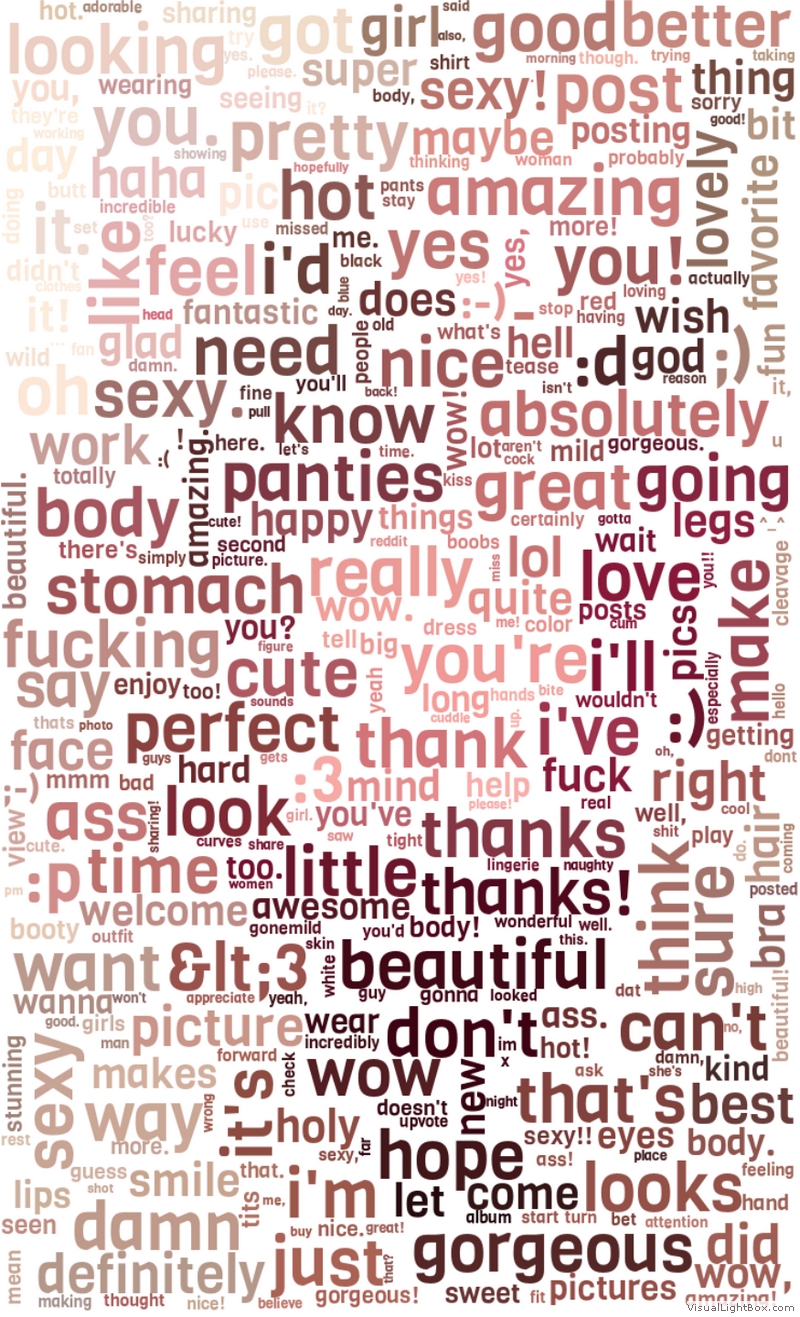 hot. adorable sharing said
looking try got girl also, good better
yes. please. super shirt morning though. trying taking
you, wearing seeing it? body, sexy! post thing
they're working you. pretty maybe posting sorry good! bit
day showing hopefully thinking woman probably lovely
butt haha pic hot pants stay amazing favorite
doing incredible use
it. set too? lucky missed me. yes yes, more!
like feel i'd black you! actually
didn't clothes yes! loving
it! head fantastic day. blue does :-) _ stop red having wish
wild ... fan glad damn. need people old what's hell :d god ;) fun
you'll nice tease reason
oh sexy. fine pull back! isn't it,
know wow! absolutely
work :( :! here. let's time. lot aren't cock mild gorgeous. u
totally amazing. panties kiss great going
beautiful. body cute! happy things certainly gotta legs ^_^
there's simply second picture. reddit boobs lol wait
stomach really miss love you!! cleavage
wow. quite posts cum make
fucking you? figure tell big dress me! color pics
say enjoy too! cute yeah you're i'll especially hello
sounds long hands bite wouldn't :)
thats photo perfect cuddle up. i've getting
face guys gets thank oh, dont
:-) mmm bad hard :3 mind help fuck right
view ass sharing! look girl. you've please! real well, cool
cute. curves share saw tight thanks shit play hair coming
pm :p time too. women little lingerie naughty think do. posted
welcome awesome thanks! sure bra
booty outfit gonemild you'd body! wonderful well.
want &lt;3 skin white beautiful this.
wanna won't appreciate yeah, guy gonna looked dat high beautiful!
good. girls man picture wear incredibly don't im x ass. hot! can't no,
stunning sexy forward check damn, she's kind
makes it's wow new night ask that's best
way wrong holy doesn't upvote
rest more. sexy, far hope sexy!! eyes body.
guess shot smile that. ass! place feeling
lips tits me, i'm let come looks hand
seen damn buy nice. great! album start turn bet attention
mean definitely just that? gorgeous did
making thought nice! believe gorgeous! sweet fit pictures wow, amazing!
VisualLightBox.com